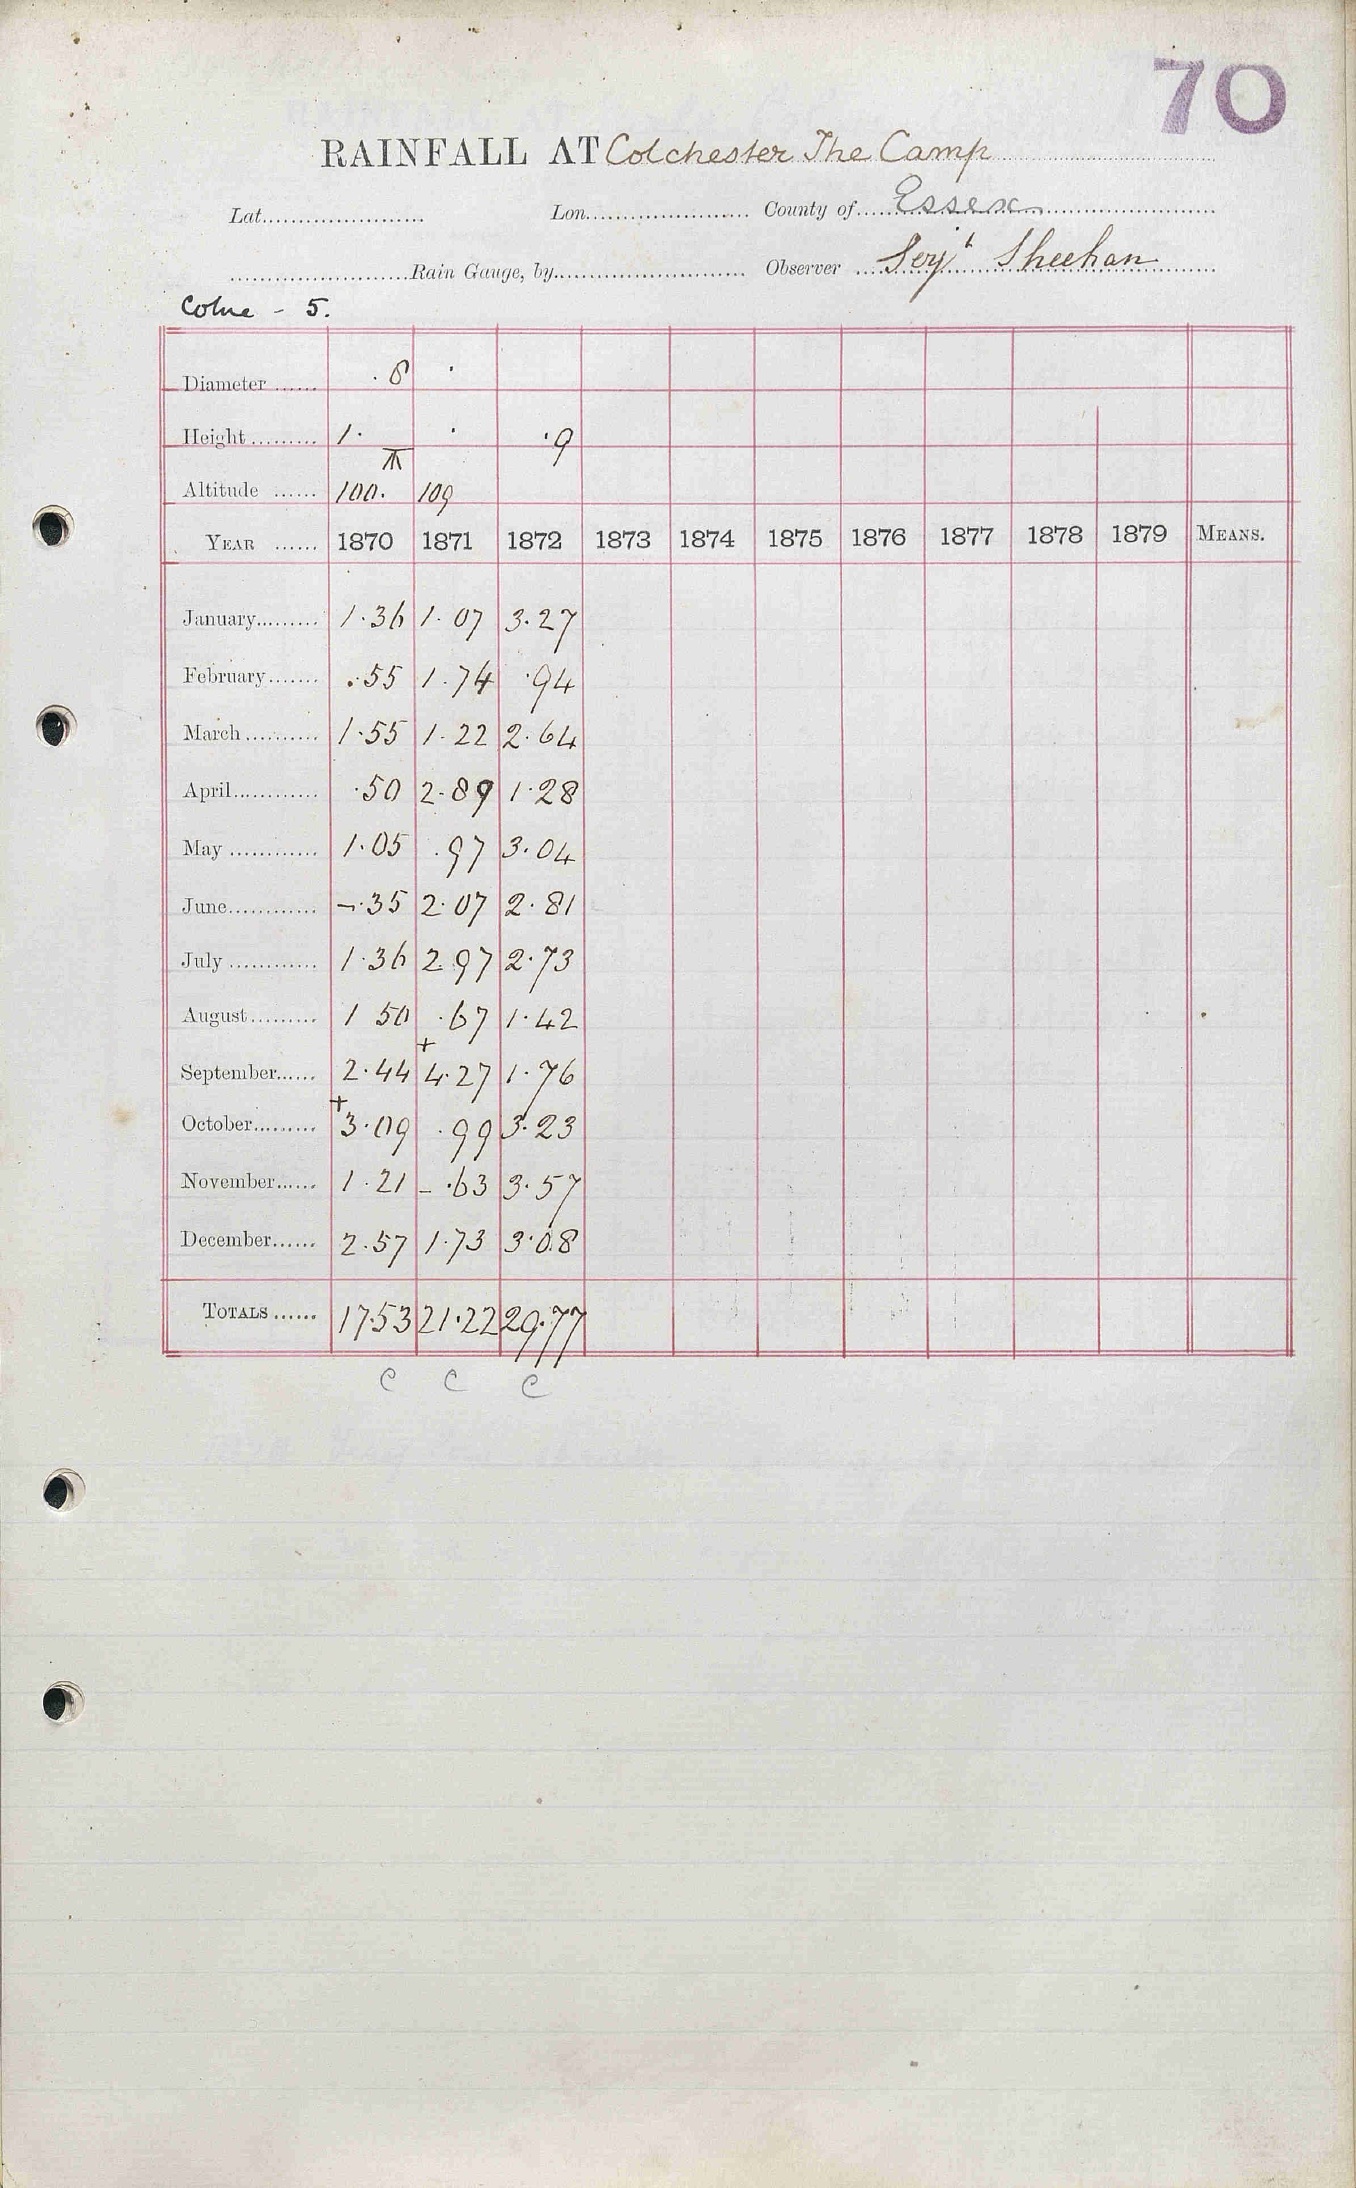 70
RAINFALL AT Colchester The Camp
Lat. Lon. County of Essex
Rain Gauge, by Observer Serjt Sheehan
Colne - 5.
Diameter . 8 ·
Height 1· · ·9
Altitude 100. 109
YEAR 1870 1871 1872 1873 1874 1875 1876 1877 1878 1879 MEANS.
January 1·36 1·07 3·27
February ·55 1·74 ·94
March 1·55 1·22 2·64
April ·50 2·89 1·28
May 1·05 ·97 3·04
June -·35 2·07 2·81
July 1·36 2·97 2·73
August 1 50 ·67 1·42
September 2·44 +4·27 1·76
October +3·09 ·99 3·23
November 1·21 - ·63 3·57
December 2·57 1·73 3·08
TOTALS 17·53 21·22 29·77
C C C